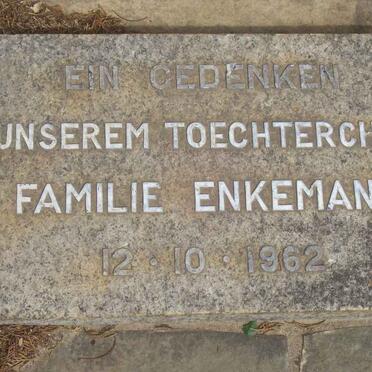 EIN GEDENKEN
UNSEREM TOECHTERCH
FAMILIE ENKEMAN
12 · 10 · 1962